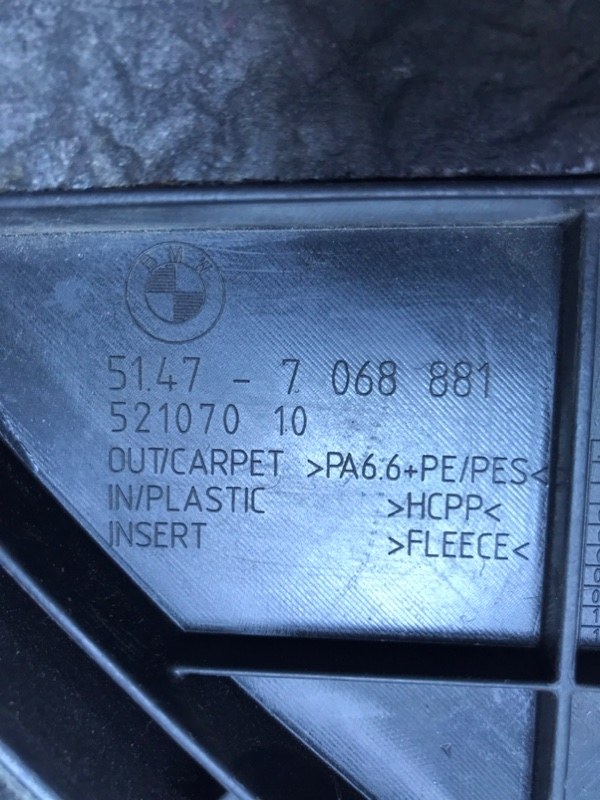 BMW
51.47 - 7 068 881
521070 10
OUT/CARPET >PA6.6+PE/PES<
IN/PLASTIC >HCPP<
INSERT >FLEECE<